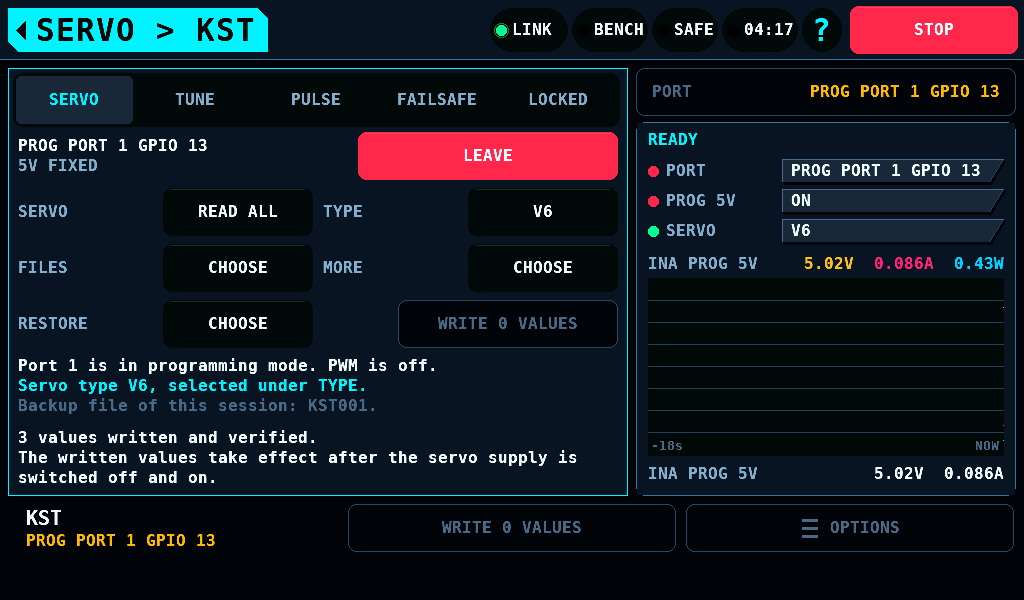 SERVO > KST
LINK
BENCH
SAFE
04:17
?
STOP
SERVO
TUNE
PULSE
FAILSAFE
LOCKED
PROG PORT 1 GPIO 13
5V FIXED
LEAVE
SERVO
READ ALL
TYPE
V6
FILES
CHOOSE
MORE
CHOOSE
RESTORE
CHOOSE
WRITE 0 VALUES
Port 1 is in programming mode. PWM is off.
Servo type V6, selected under TYPE.
Backup file of this session: KST001.
3 values written and verified.
The written values take effect after the servo supply is
switched off and on.
PORT
PROG PORT 1 GPIO 13
READY
PORT
PROG PORT 1 GPIO 13
PROG 5V
ON
SERVO
V6
INA PROG 5V 5.02V 0.086A 0.43W
-18s
NOW
INA PROG 5V 5.02V 0.086A
KST
PROG PORT 1 GPIO 13
WRITE 0 VALUES
OPTIONS